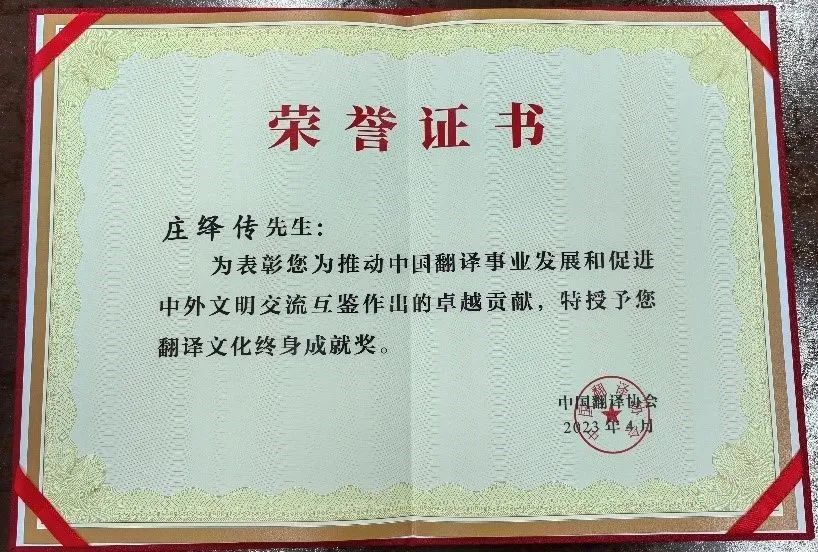 荣誉证书
庄绎传先生：
为表彰您为推动中国翻译事业发展和促进
中外文明交流互鉴作出的卓越贡献，特授予您
翻译文化终身成就奖。
中国翻译协会
2023年4月